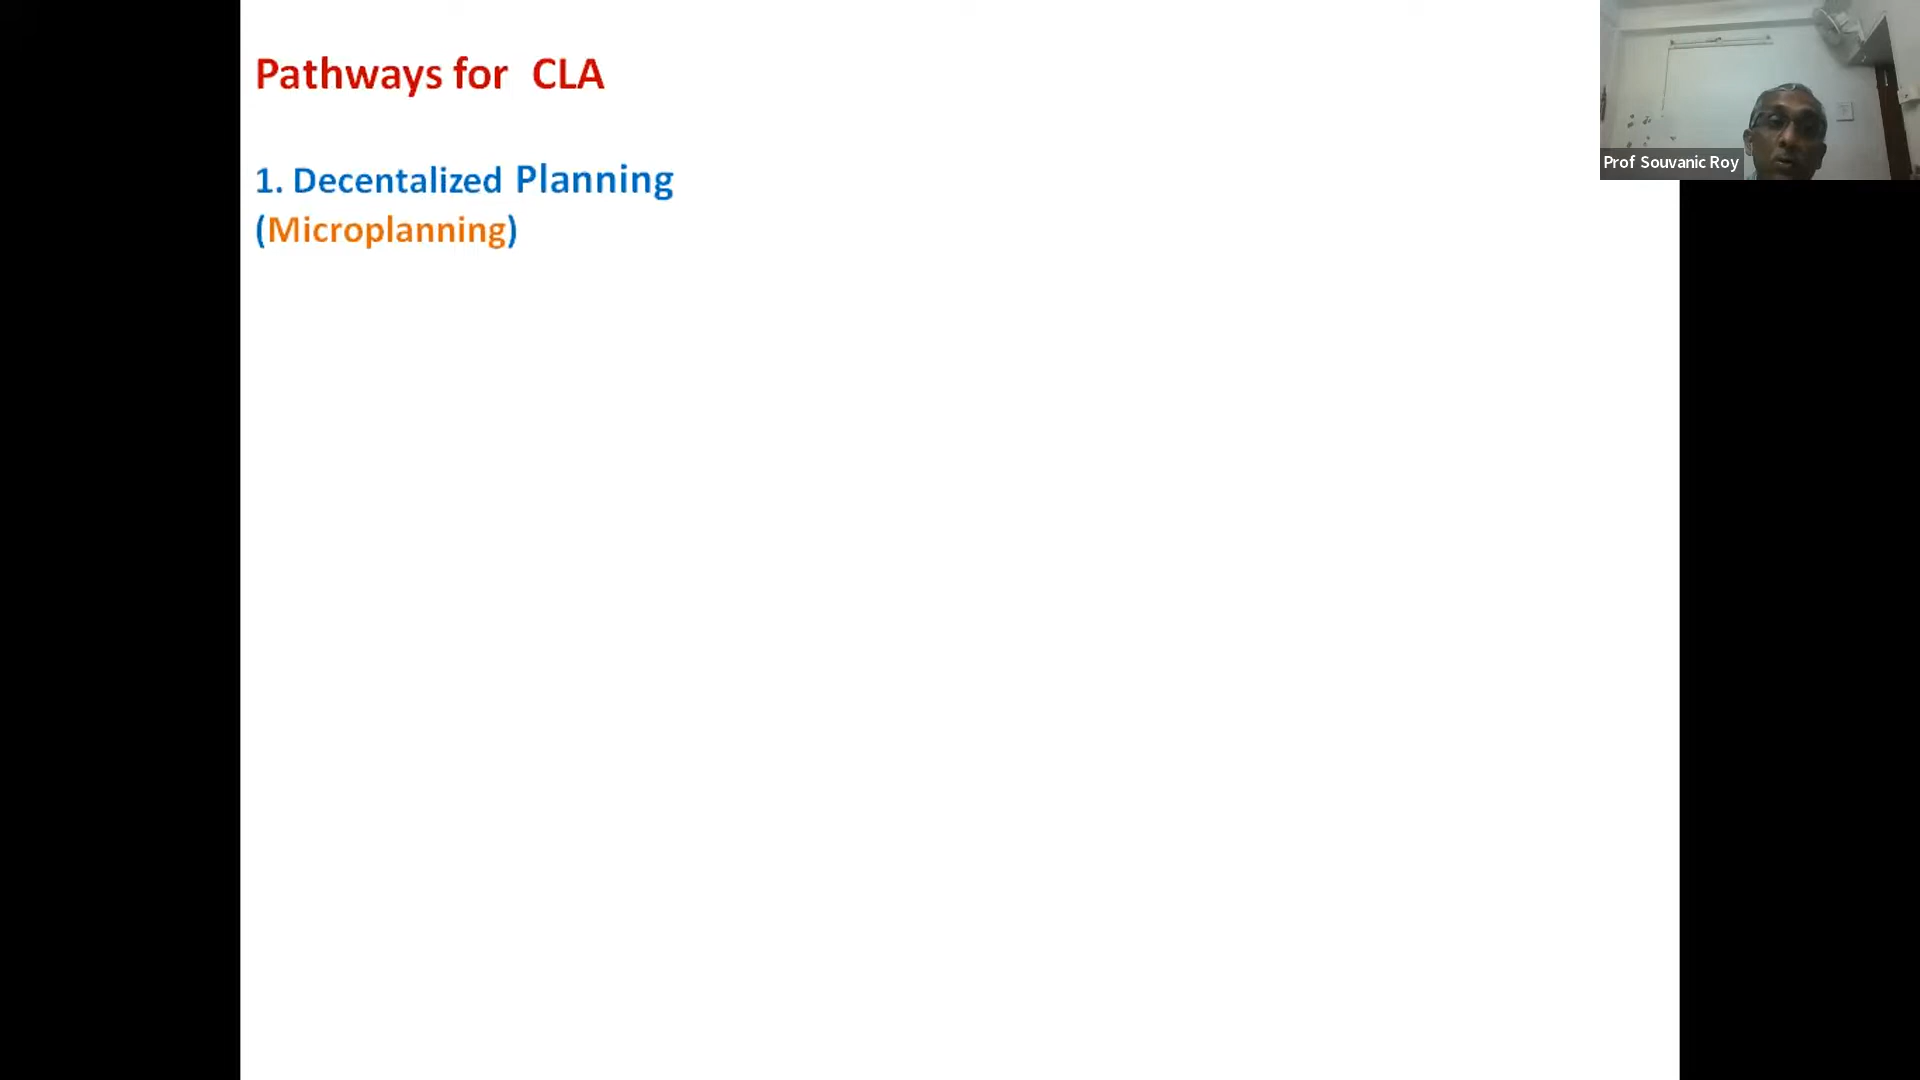 Pathways for CLA
Prof Souvanic Roy
1. Decentalized Planning
(Microplanning)